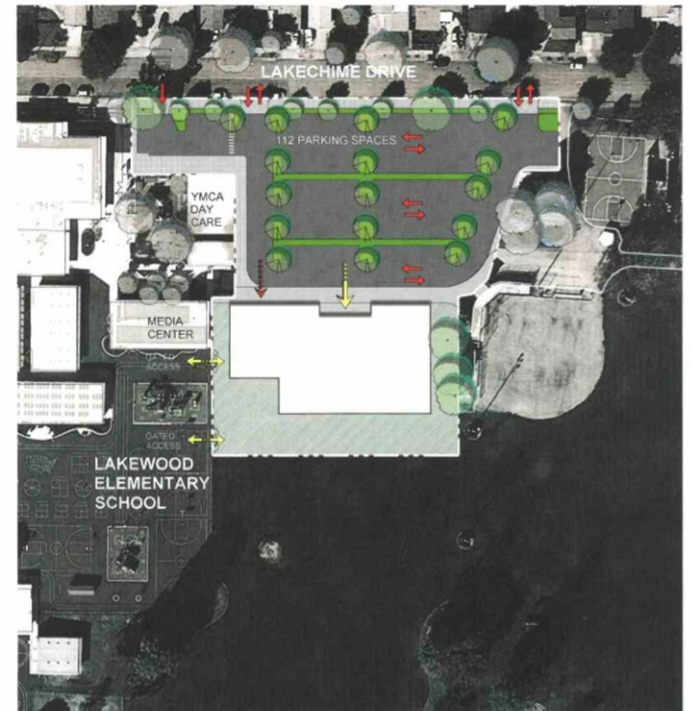 LAKECHIME DRIVE
112 PARKING SPACES
YMCA
DAY
CARE
MEDIA
CENTER
GATED
ACCESS
GATED
ACCESS
LAKEWOOD
ELEMENTARY
SCHOOL